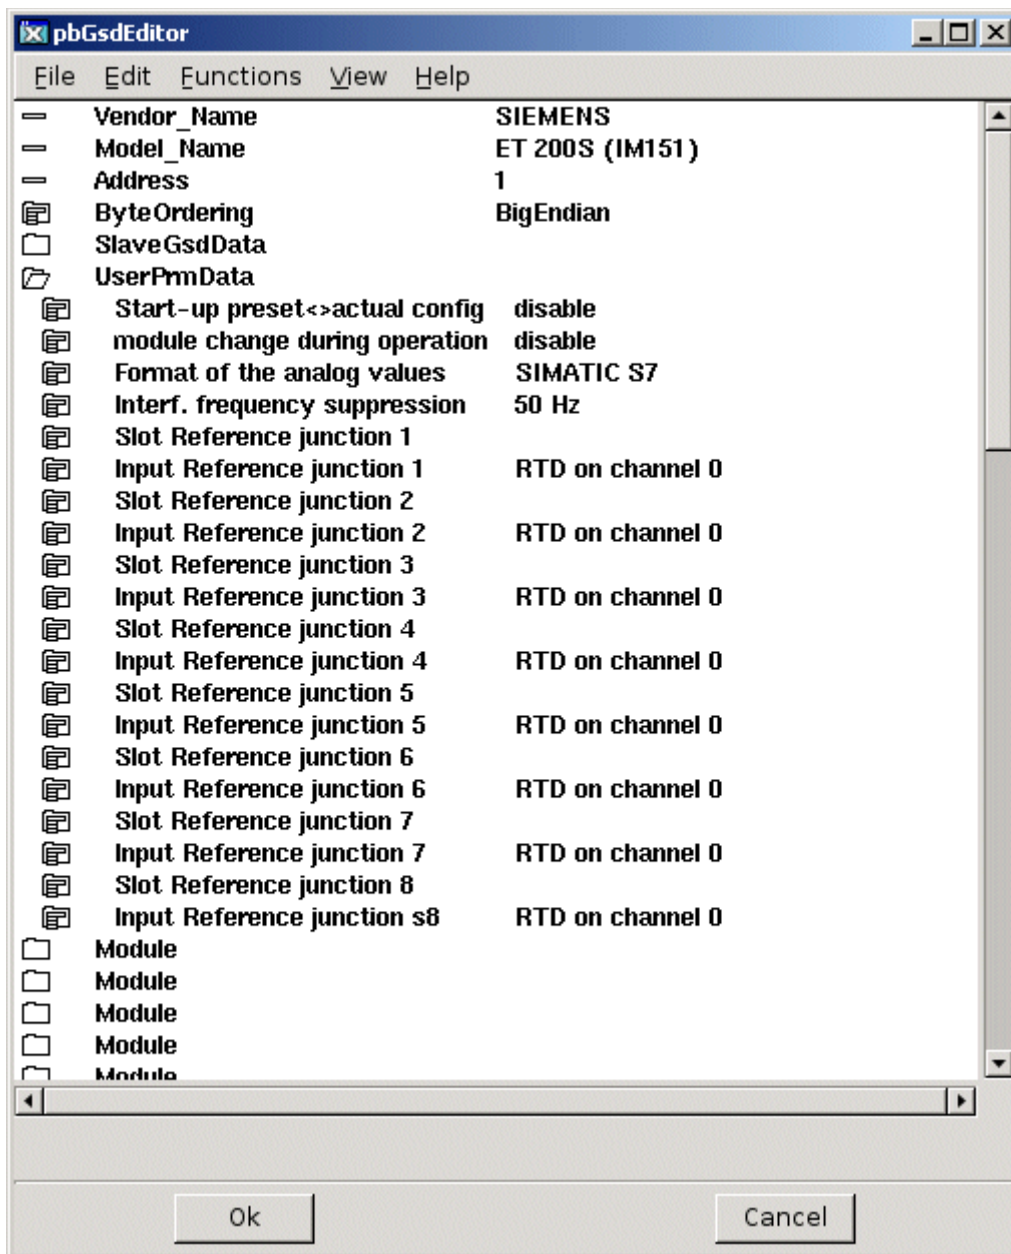 pbGsdEditor
File Edit Functions View Help
Vendor_Name SIEMENS
Model_Name ET 200S (IM151)
Address 1
ByteOrdering BigEndian
SlaveGsdData
UserPrmData
Start-up preset<>actual config disable
module change during operation disable
Format of the analog values SIMATIC S7
Interf. frequency suppression 50 Hz
Slot Reference junction 1
Input Reference junction 1 RTD on channel 0
Slot Reference junction 2
Input Reference junction 2 RTD on channel 0
Slot Reference junction 3
Input Reference junction 3 RTD on channel 0
Slot Reference junction 4
Input Reference junction 4 RTD on channel 0
Slot Reference junction 5
Input Reference junction 5 RTD on channel 0
Slot Reference junction 6
Input Reference junction 6 RTD on channel 0
Slot Reference junction 7
Input Reference junction 7 RTD on channel 0
Slot Reference junction 8
Input Reference junction s8 RTD on channel 0
Module
Module
Module
Module
Module
Ok Cancel